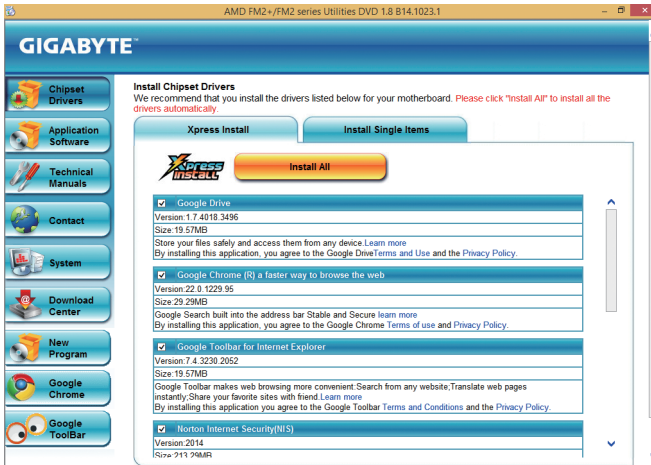 AMD FM2+/FM2 series Utilities DVD 1.8 B14.1023.1
GIGABYTE™
Chipset
Drivers
Application
Software
Technical
Manuals
Contact
System
Download
Center
New
Program
Google
Chrome
Google
ToolBar
Install Chipset Drivers
We recommend that you install the drivers listed below for your motherboard. Please click "Install All" to install all the
drivers automatically.
Xpress Install
Install Single Items
Xpress
Install
Install All
Google Drive
Version:1.7.4018.3496
Size:19.57MB
Store your files safely and access them from any device.Learn more
By installing this application, you agree to the Google DriveTerms and Use and the Privacy Policy.
Google Chrome (R) a faster way to browse the web
Version:22.0.1229.95
Size:29.29MB
Google Search built into the address bar Stable and Secure learn more
By installing this application, you agree to the Google Chrome Terms of use and Privacy Policy.
Google Toolbar for Internet Explorer
Version:7.4.3230.2052
Size:19.57MB
Google Toolbar makes web browsing more convenient:Search from any website;Translate web pages
instantly;Share your favorite sites with friend.Learn more
By installing this application you agree to the Google Toolbar Terms and Conditions and the Privacy Policy.
Norton Internet Security(NIS)
Version:2014
Size:213.29MB